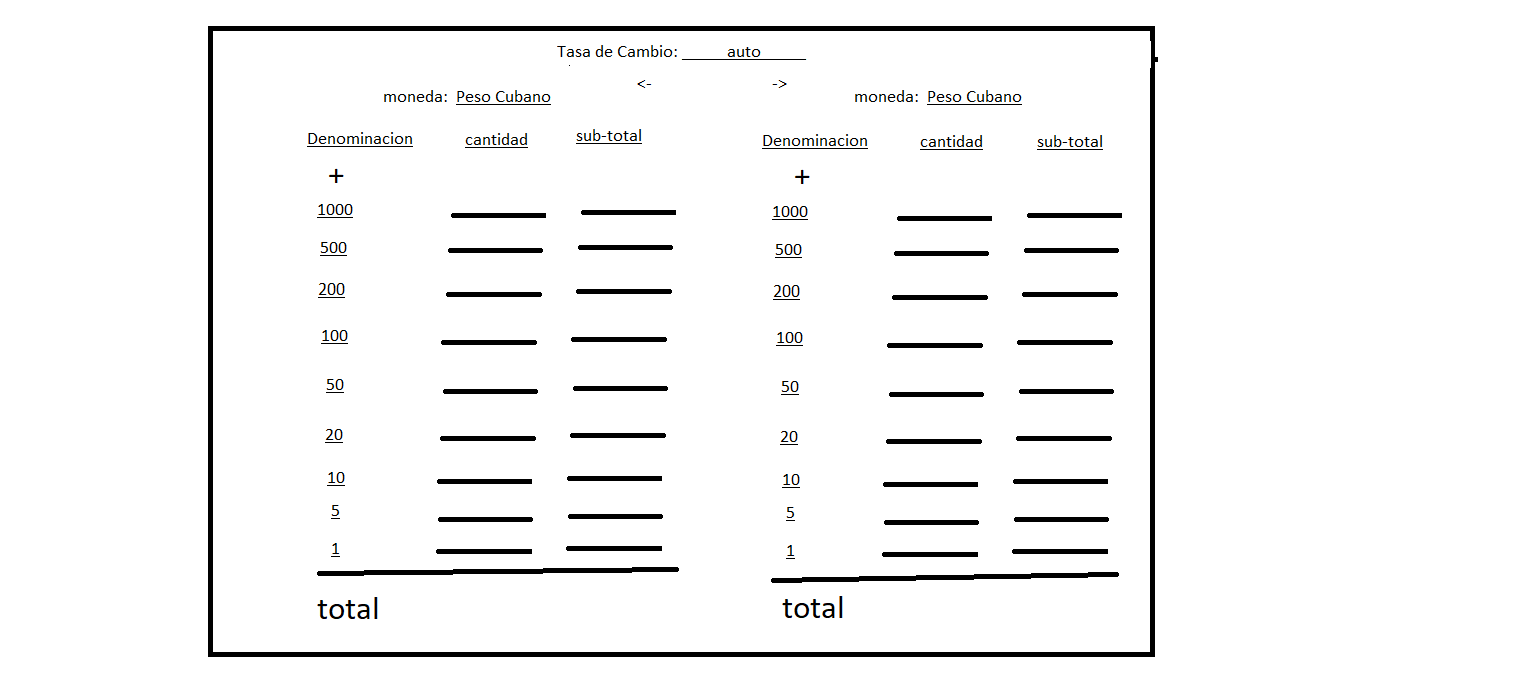 Tasa de Cambio: auto
<- ->
moneda: Peso Cubano moneda: Peso Cubano
Denominacion cantidad sub-total Denominacion cantidad sub-total
+ +
1000 1000
500 500
200 200
100 100
50 50
20 20
10 10
5 5
1 1
total total